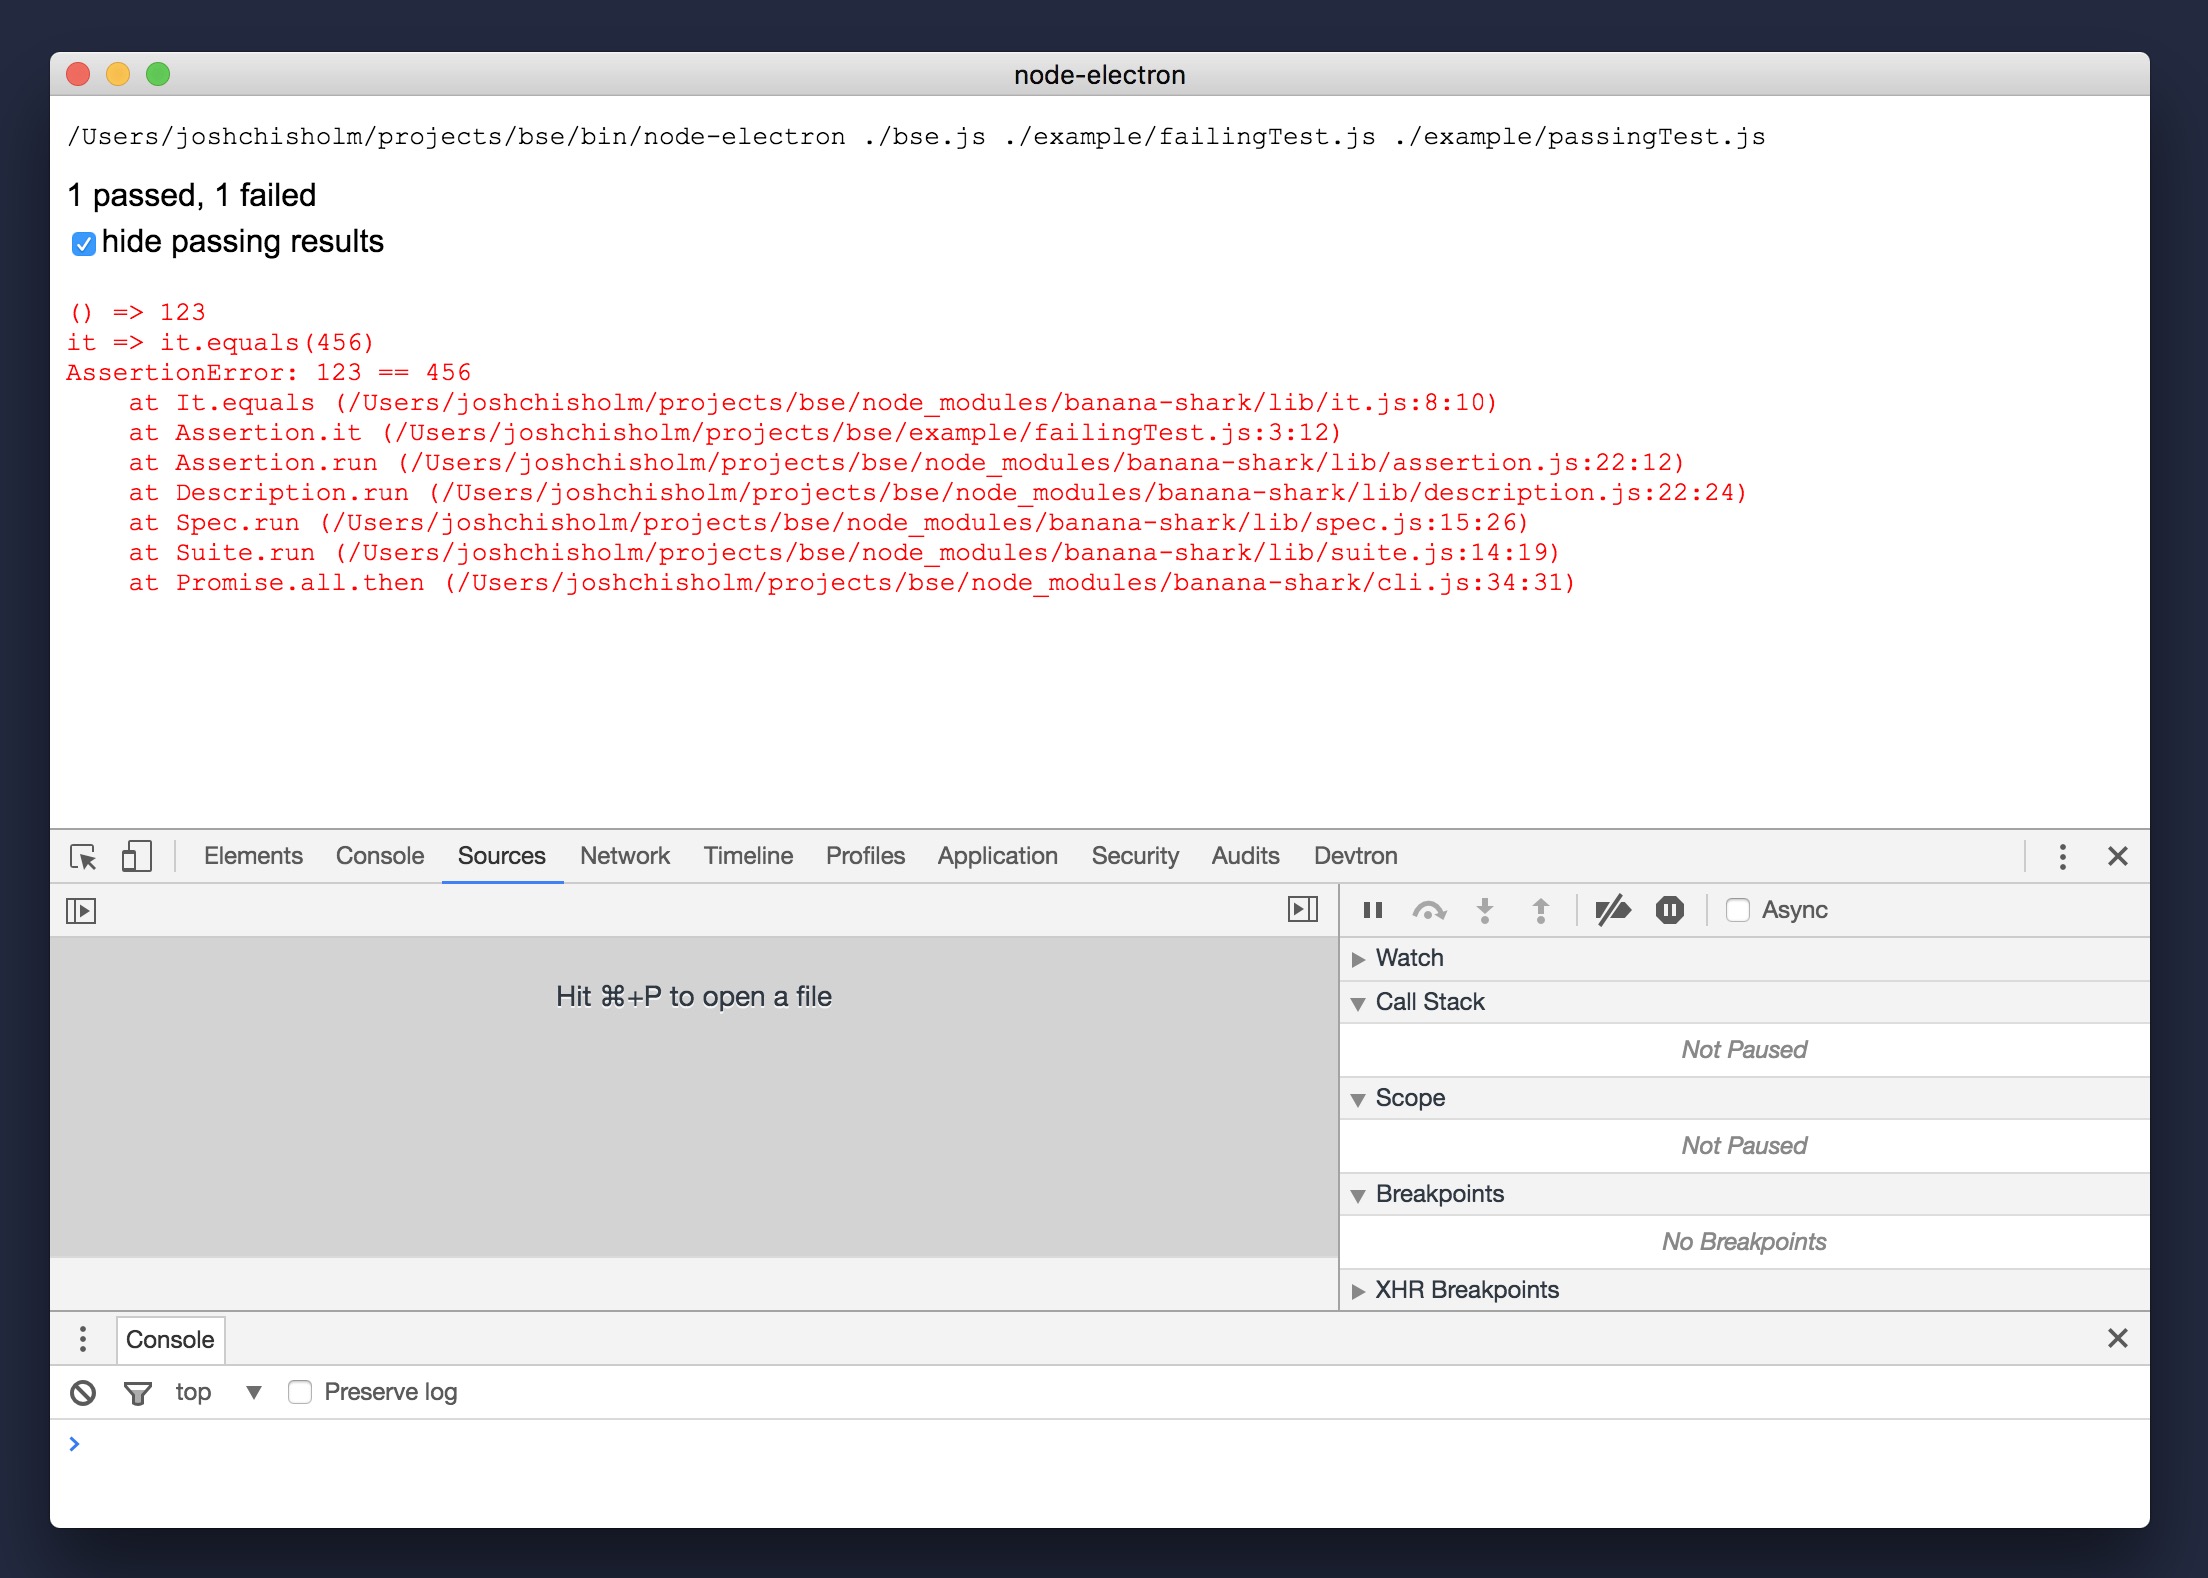 node-electron
/Users/joshchisholm/projects/bse/bin/node-electron ./bse.js ./example/failingTest.js ./example/passingTest.js
1 passed, 1 failed
hide passing results
() => 123
it => it.equals(456)
AssertionError: 123 == 456
    at It.equals (/Users/joshchisholm/projects/bse/node_modules/banana-shark/lib/it.js:8:10)
    at Assertion.it (/Users/joshchisholm/projects/bse/example/failingTest.js:3:12)
    at Assertion.run (/Users/joshchisholm/projects/bse/node_modules/banana-shark/lib/assertion.js:22:12)
    at Description.run (/Users/joshchisholm/projects/bse/node_modules/banana-shark/lib/description.js:22:24)
    at Spec.run (/Users/joshchisholm/projects/bse/node_modules/banana-shark/lib/spec.js:15:26)
    at Suite.run (/Users/joshchisholm/projects/bse/node_modules/banana-shark/lib/suite.js:14:19)
    at Promise.all.then (/Users/joshchisholm/projects/bse/node_modules/banana-shark/cli.js:34:31)
Elements Console Sources Network Timeline Profiles Application Security Audits Devtron
Async
Hit ⌘+P to open a file
Watch
Call Stack
Not Paused
Scope
Not Paused
Breakpoints
No Breakpoints
XHR Breakpoints
Console
top Preserve log
>